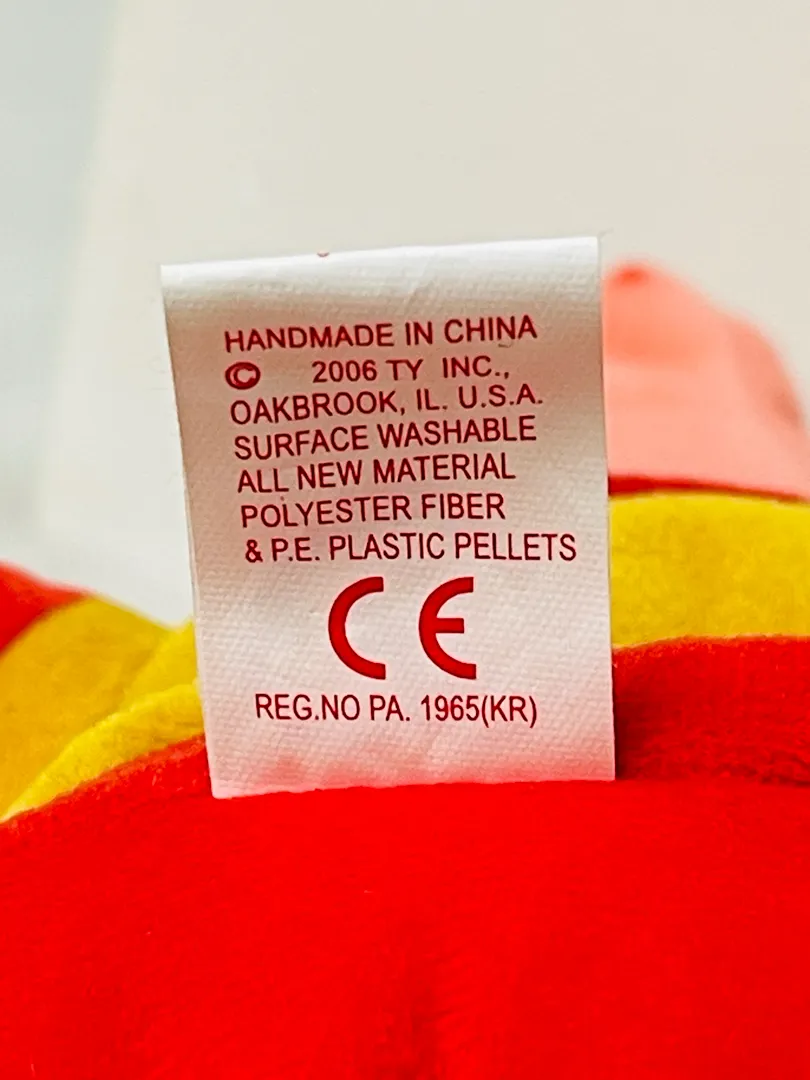 HANDMADE IN CHINA
© 2006 TY INC.,
OAKBROOK, IL. U.S.A.
SURFACE WASHABLE
ALL NEW MATERIAL
POLYESTER FIBER
& P.E. PLASTIC PELLETS
CE
REG.NO PA. 1965(KR)